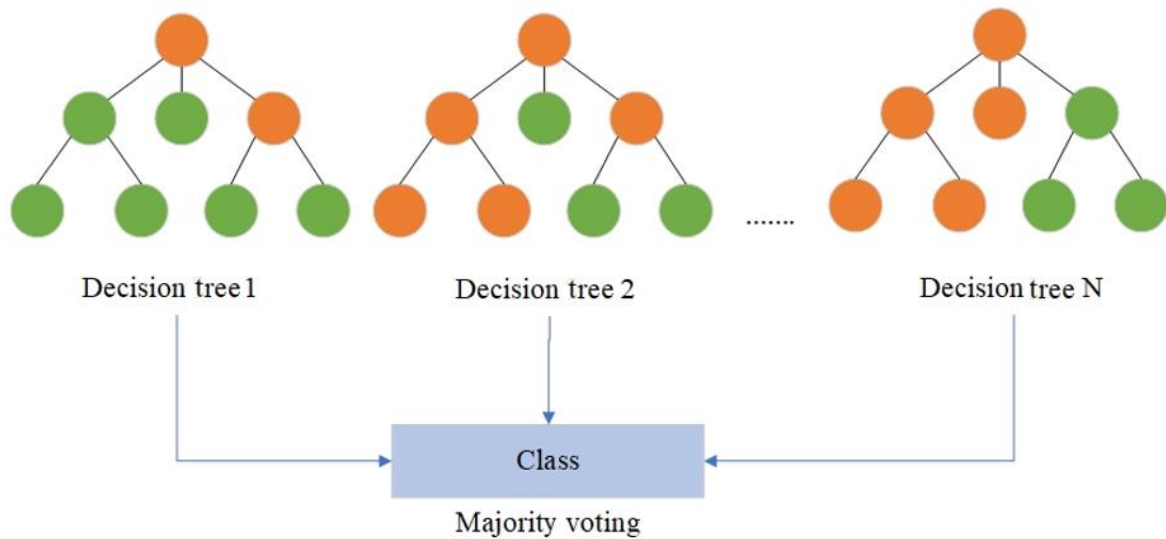 .......
Decision tree 1
Decision tree 2
Decision tree N
Class
Majority voting